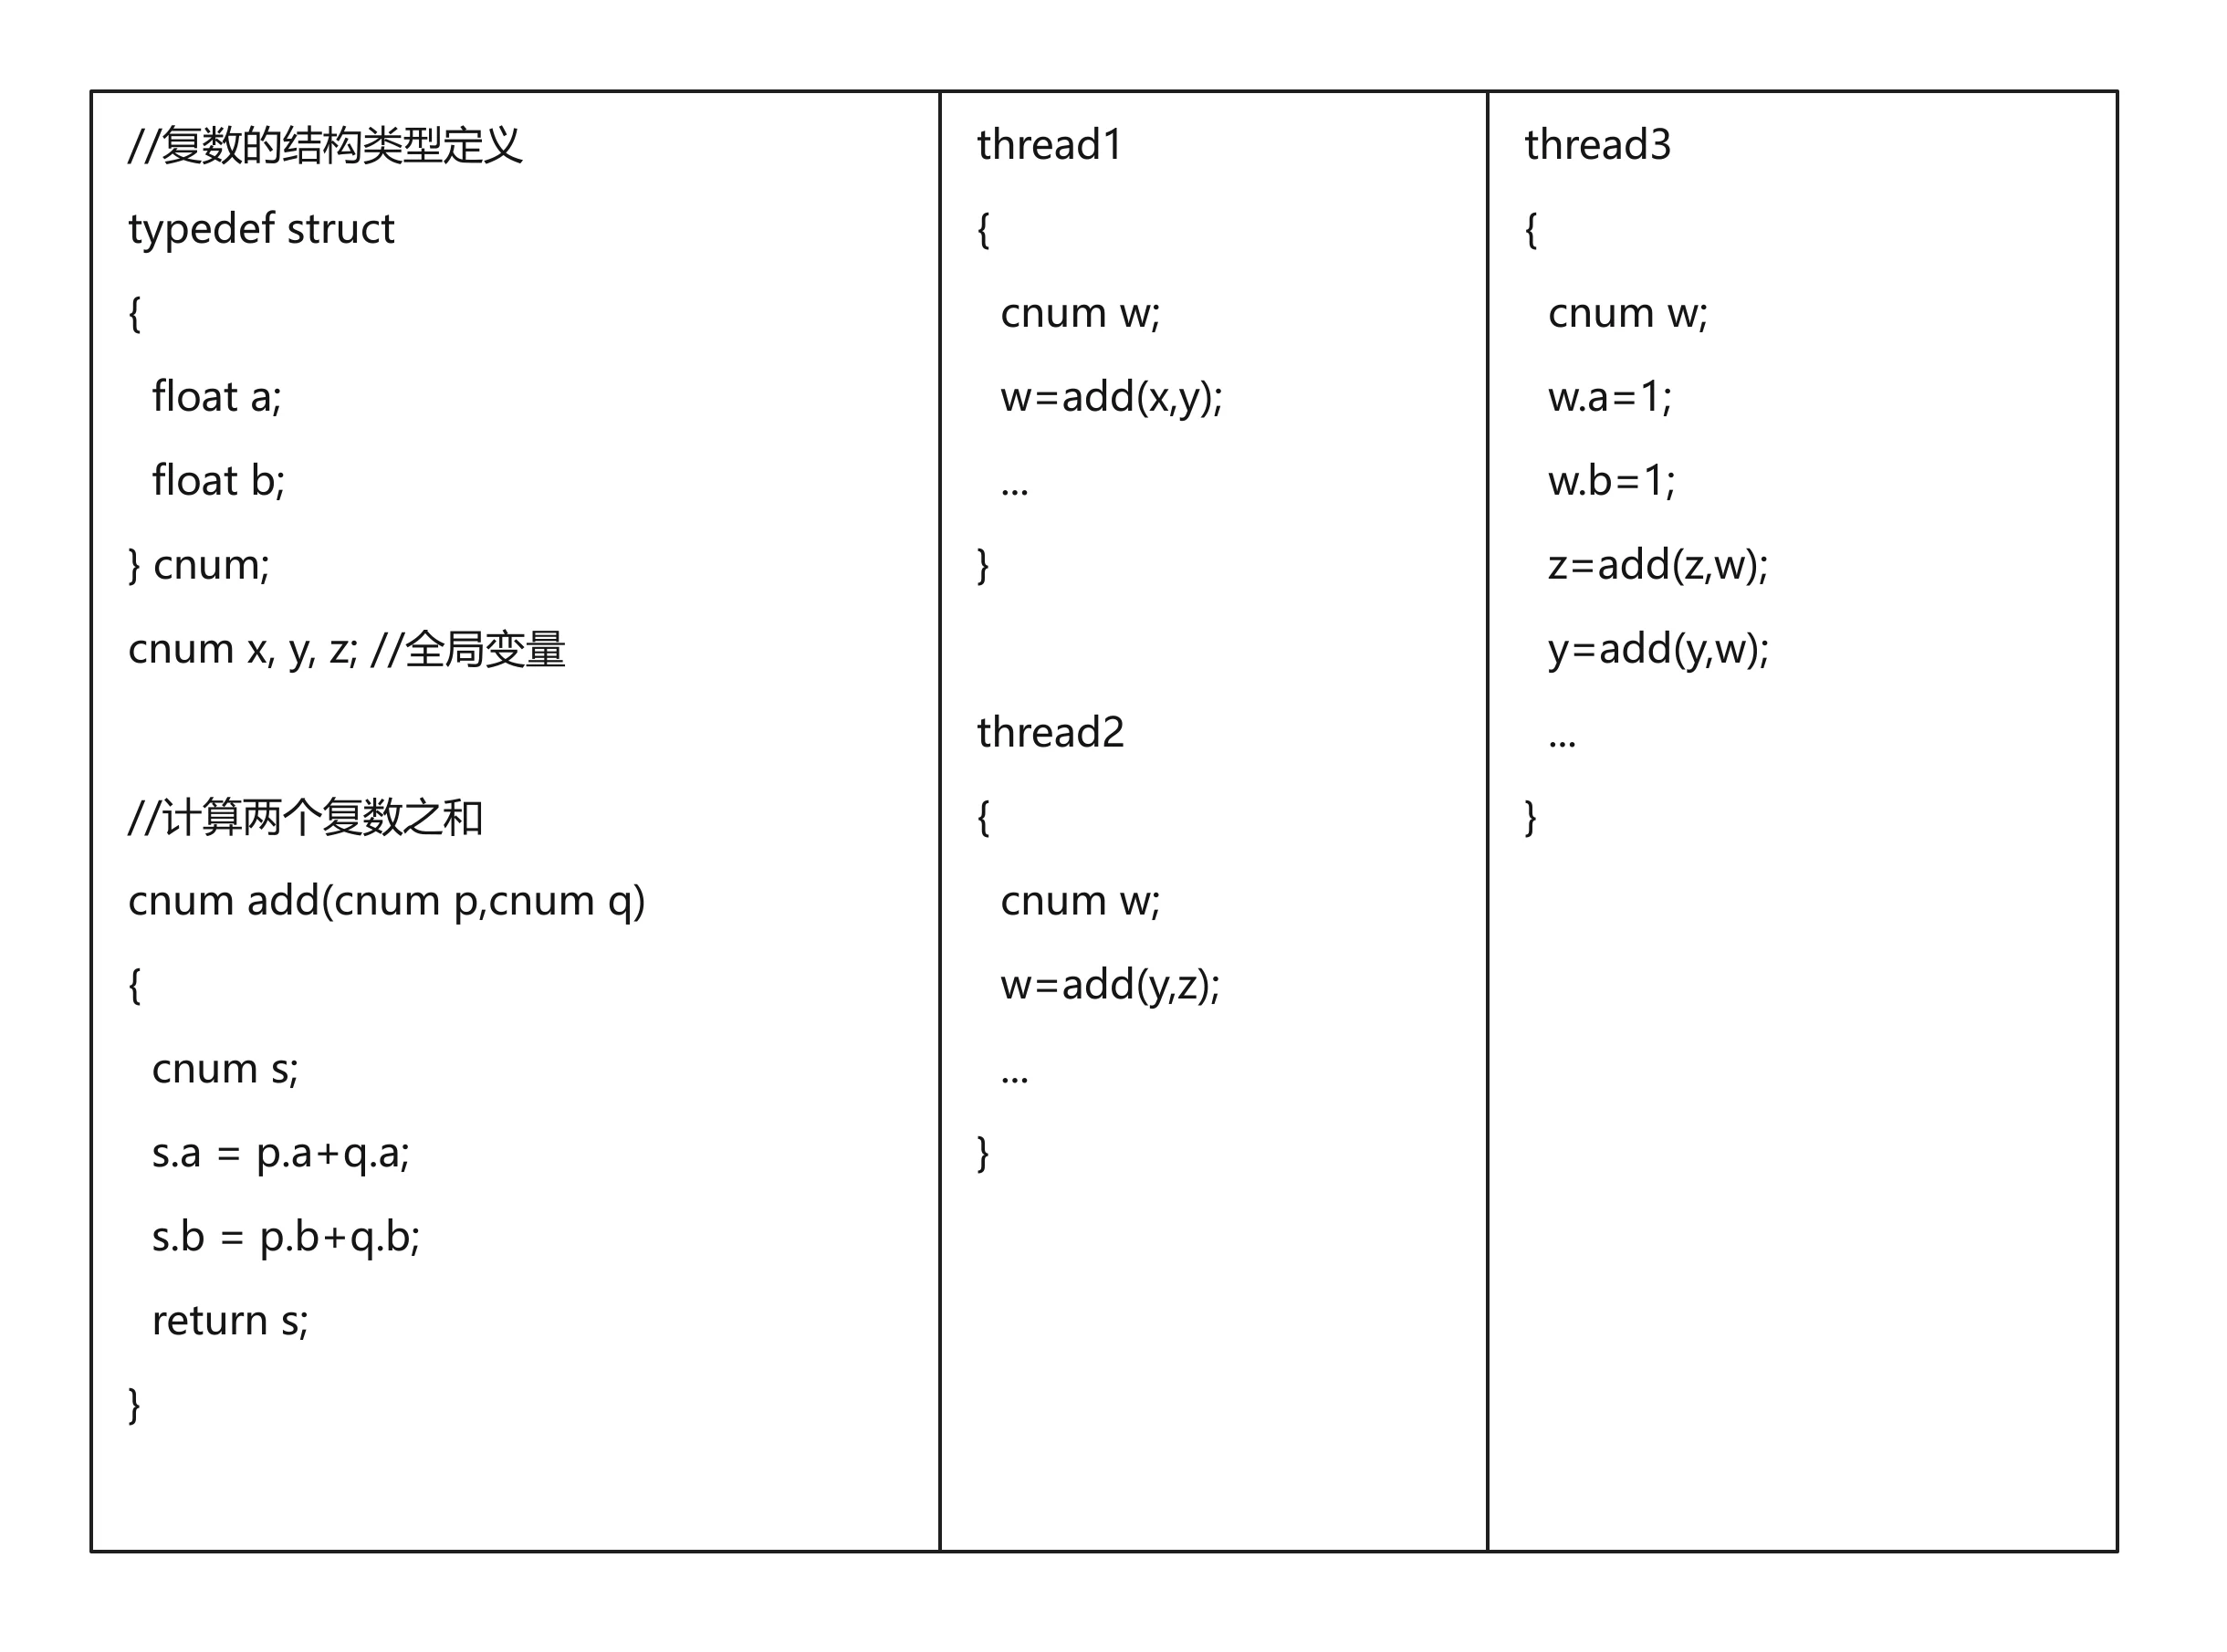 //复数的结构类型定义
typedef struct
{
float a;
float b;
} cnum;
cnum x, y, z; //全局变量
//计算两个复数之和
cnum add(cnum p,cnum q)
{
cnum s;
s.a = p.a+q.a;
s.b = p.b+q.b;
return s;
}
thread1
{
cnum w;
w=add(x,y);
...
}
thread2
{
cnum w;
w=add(y,z);
...
}
thread3
{
cnum w;
w.a=1;
w.b=1;
z=add(z,w);
y=add(y,w);
...
}